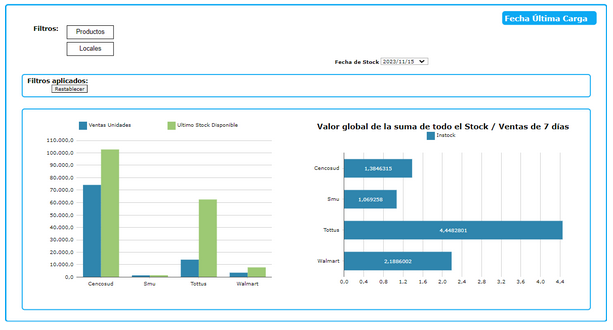 Fecha Última Carga
Filtros:
Productos
Locales
Fecha de Stock 2023/11/15
Filtros aplicados:
Restablecer
Ventas Unidades
Ultimo Stock Disponible
110.000,0
100.000,0
90.000,0
80.000,0
70.000,0
60.000,0
50.000,0
40.000,0
30.000,0
20.000,0
10.000,0
0,0
Cencosud Smu Tottus Walmart
Valor global de la suma de todo el Stock / Ventas de 7 días
Instock
Cencosud 1,3846315
Smu 1,069258
Tottus 4,4482801
Walmart 2,1886002
0.0 0.4 0.8 1.2 1.6 2.0 2.4 2.8 3.2 3.6 4,0 4,4